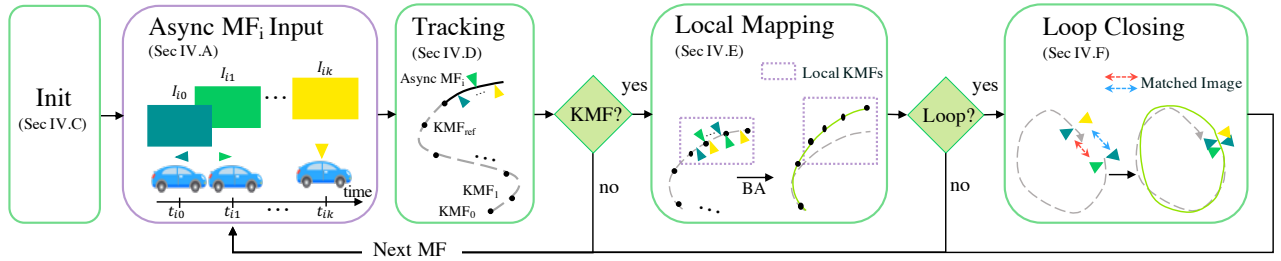 Init
(Sec IV.C)
Async MFi Input
(Sec IV.A)
Ii0
Ii1
...
Iik
time
ti0
ti1
...
tik
Tracking
(Sec IV.D)
Async MFi
...
KMFref
...
KMF1
KMF0
KMF?
yes
no
Local Mapping
(Sec IV.E)
Local KMFs
...
BA
...
Loop?
yes
no
Loop Closing
(Sec IV.F)
Matched Image
Next MF